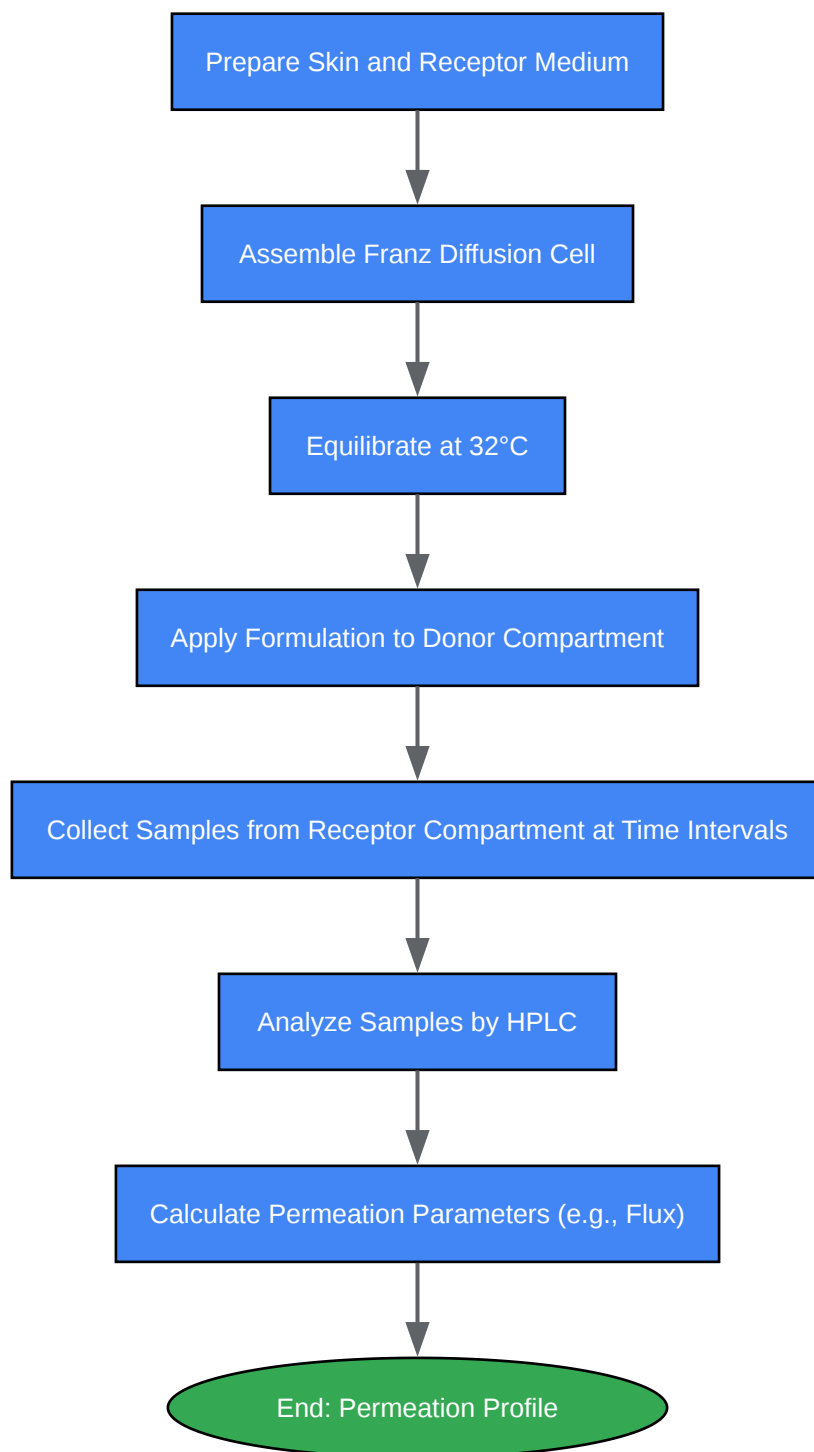 Prepare Skin and Receptor Medium
Assemble Franz Diffusion Cell
Equilibrate at 32°C
Apply Formulation to Donor Compartment
Collect Samples from Receptor Compartment at Time Intervals
Analyze Samples by HPLC
Calculate Permeation Parameters (e.g., Flux)
End: Permeation Profile